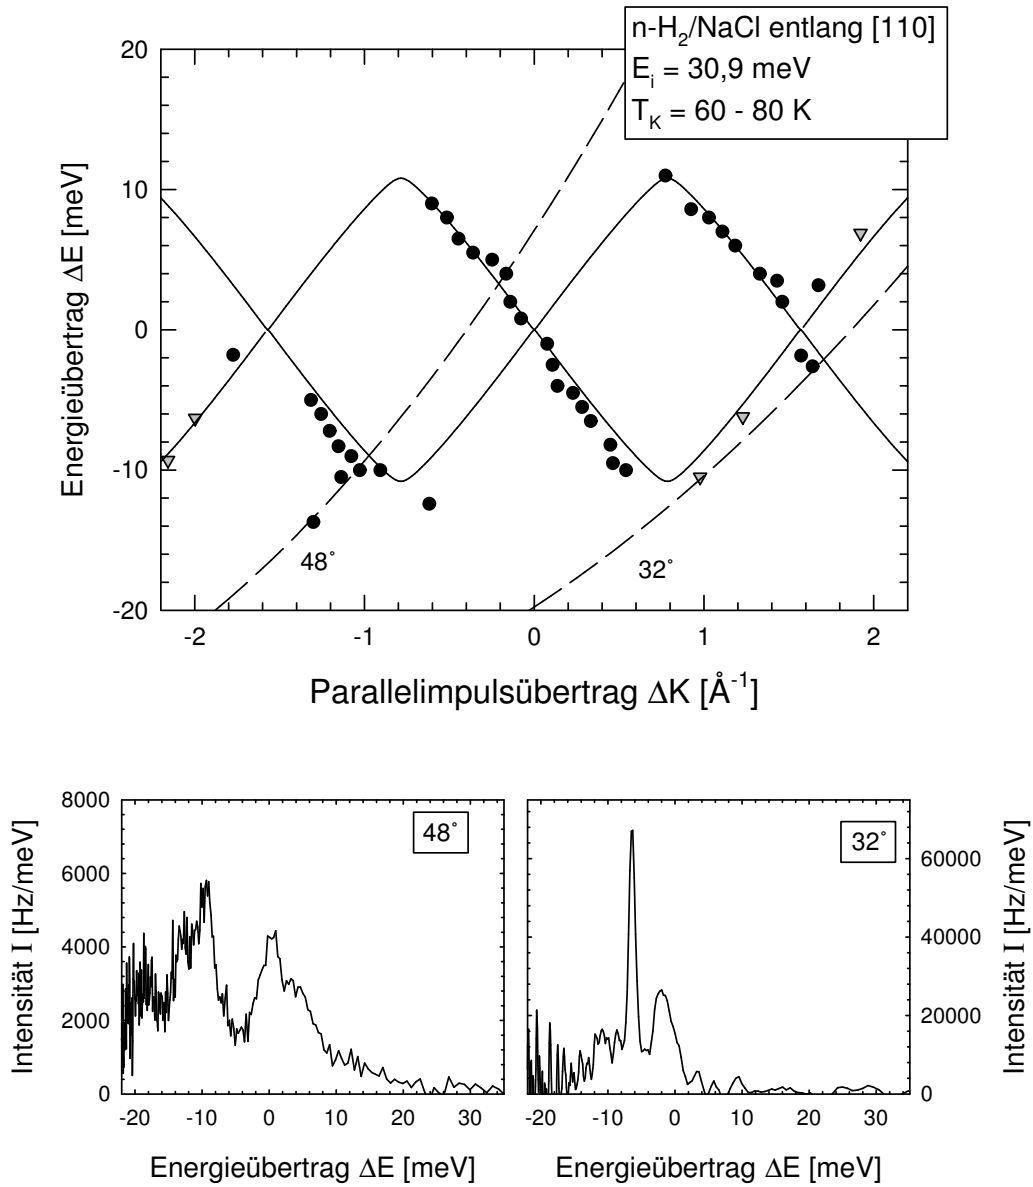 n-H₂/NaCl entlang [110]
Eᵢ = 30,9 meV
T_K = 60 - 80 K
20
10
0
-10
-20
Energieübertrag ΔE [meV]
48°
32°
-2 -1 0 1 2
Parallelimpulsübertrag ΔK [Å⁻¹]
8000
6000
4000
2000
0
Intensität I [Hz/meV]
48°
-20 -10 0 10 20 30
Energieübertrag ΔE [meV]
32°
60000
40000
20000
0
Intensität I [Hz/meV]
-20 -10 0 10 20 30
Energieübertrag ΔE [meV]